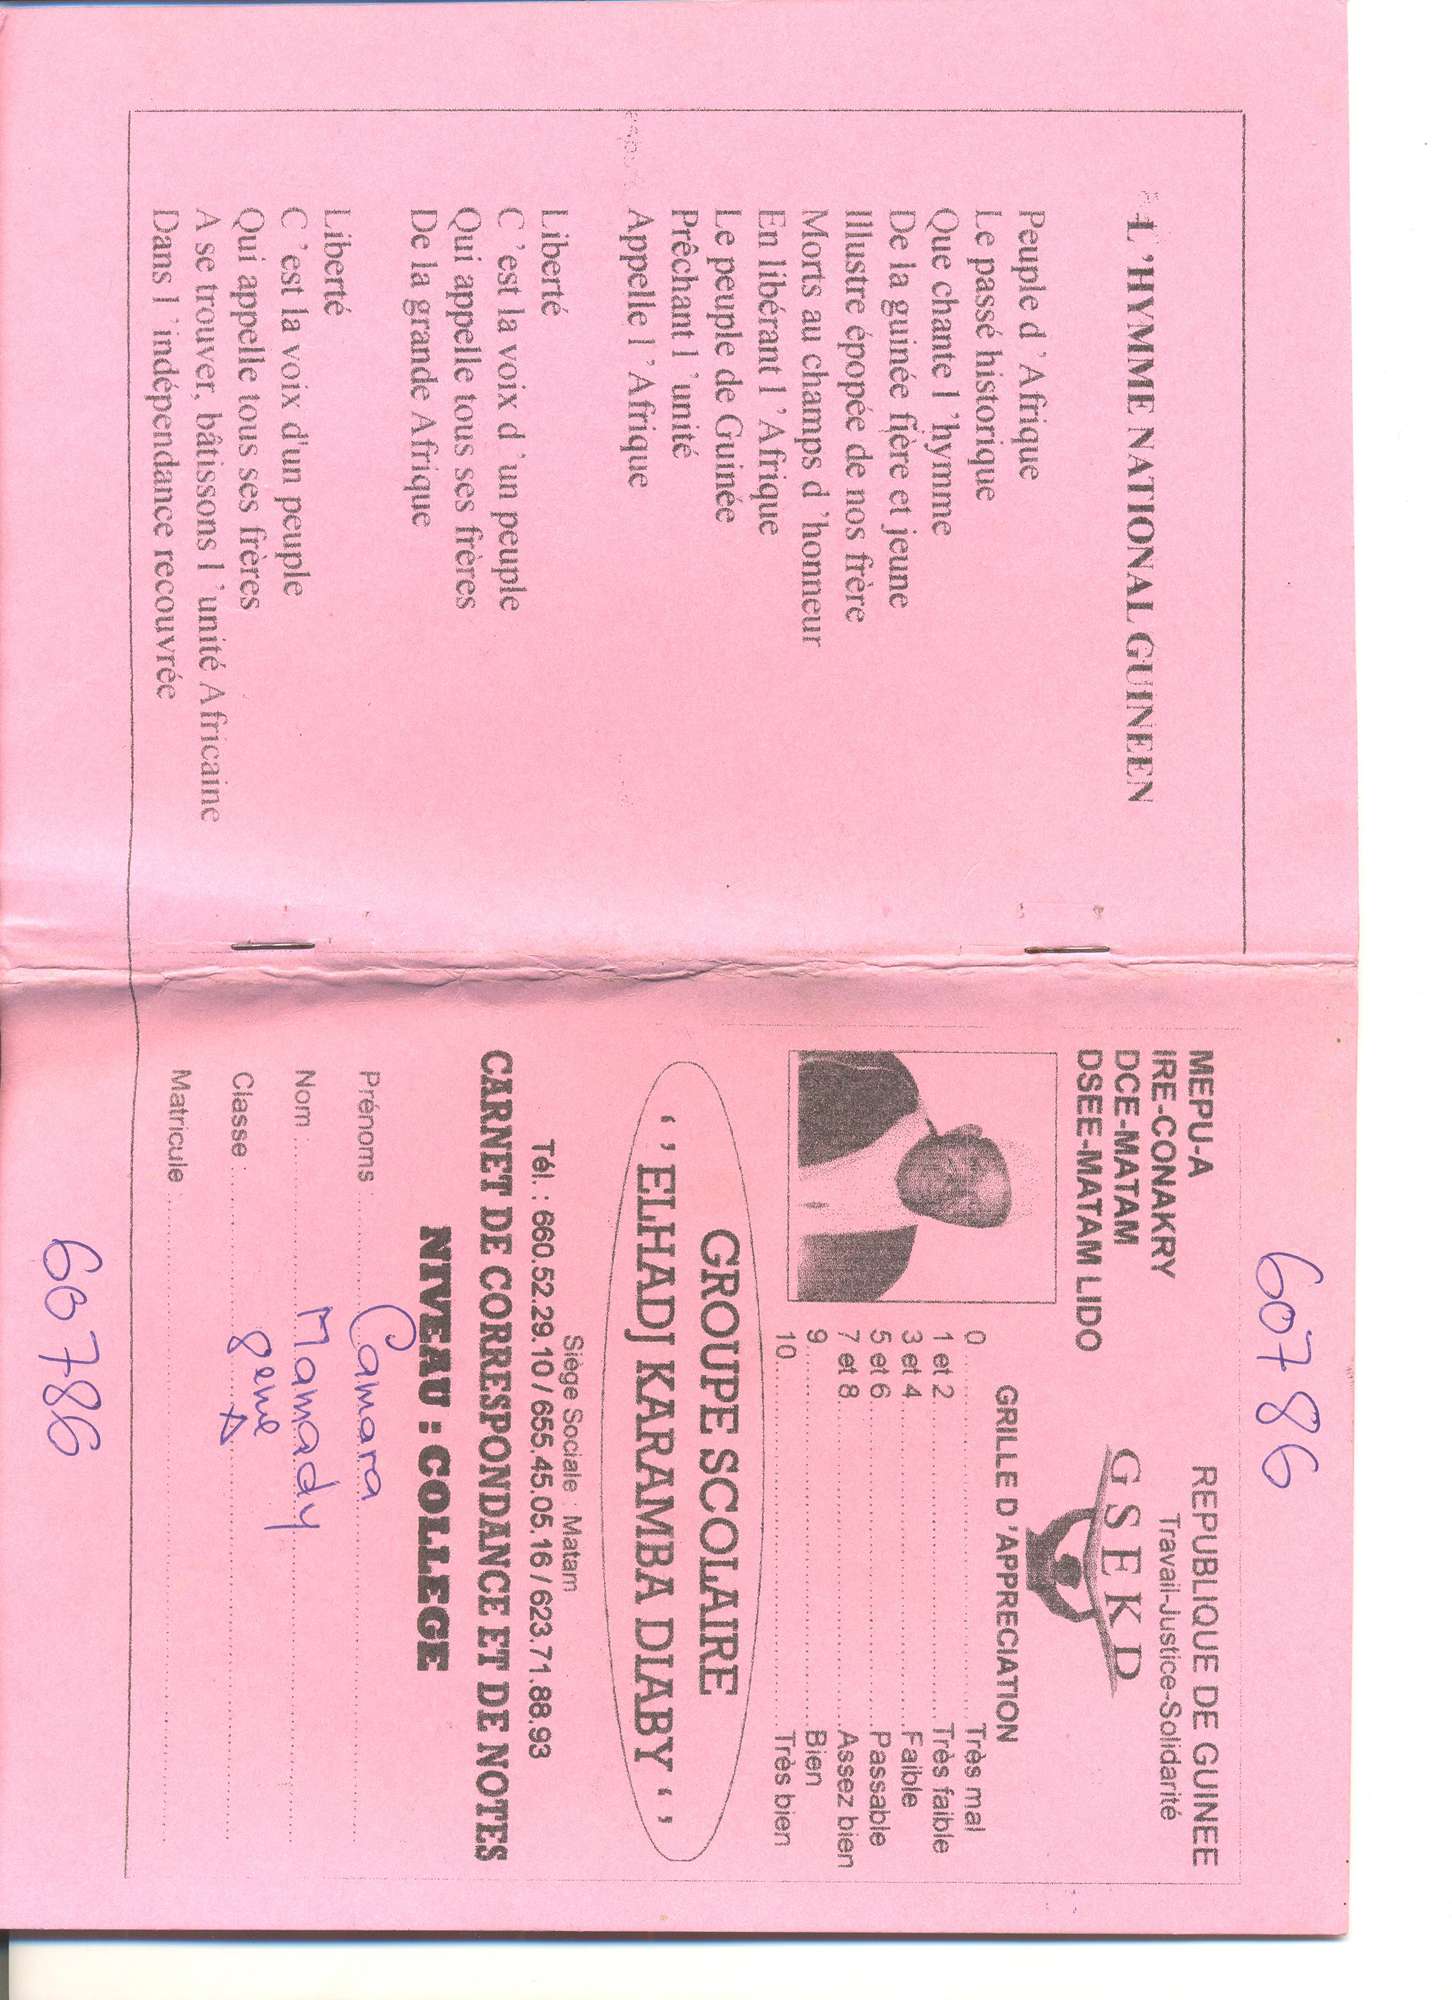 L 'HYMME NATIONAL GUINEEN
Peuple d 'Afrique
Le passé historique
Que chante l 'hymme
De la guinée fière et jeune
Illustre épopée de nos frère
Morts au champs d 'honneur
En libérant l 'Afrique
Le peuple de Guinée
Prêchant l 'unité
Appelle l 'Afrique
Liberté
C 'est la voix d 'un peuple
Qui appelle tous ses frères
De la grande Afrique
Liberté
C 'est la voix d'un peuple
Qui appelle tous ses frères
A se trouver, bâtissons l 'unité Africaine
Dans l 'indépendance recouvrée
60786
MEPU-A
IRE-CONAKRY
DCE-MATAM
DSEE-MATAM LIDO
REPUBLIQUE DE GUINEE
Travail-Justice-Solidarité
G S E K D
GRILLE D 'APPRECIATION
0 Très mal
1 et 2 Très faible
3 et 4 Faible
5 et 6 Passable
7 et 8 Assez bien
9 Bien
10 Très bien
GROUPE SCOLAIRE
‘ ’ ELHADJ KARAMBA DIABY ‘ ’
Siège Sociale : Matam
Tél. : 660.52.29.10 / 655.45.05.16 / 623.71.88.93
CARNET DE CORRESPONDANCE ET DE NOTES
NIVEAU : COLLEGE
Prénoms : Camara
Nom : Mamady
Classe : 8eme A
Matricule :
60786